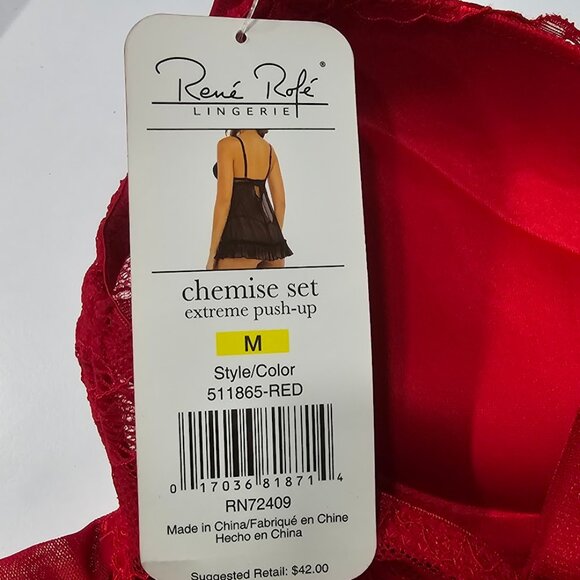 René Rofé ®
LINGERIE
chemise set
extreme push-up
M
Style/Color
511865-RED
0 17036 81871 4
RN72409
Made in China/Fabriqué en Chine
Hecho en China
Suggested Retail: $42.00